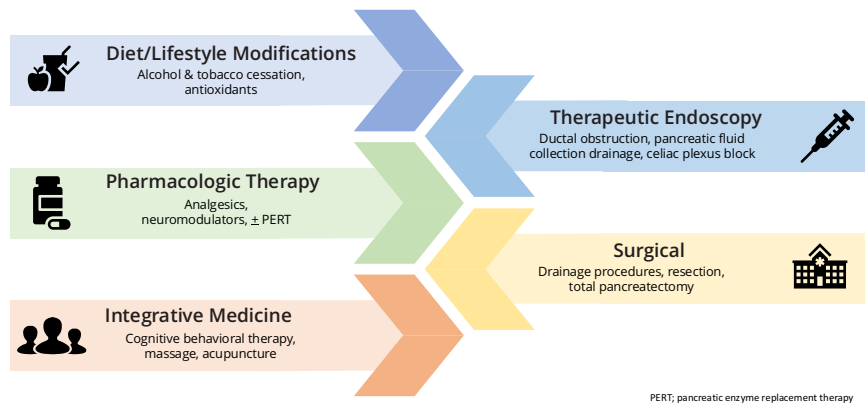 Diet/Lifestyle Modifications
Alcohol & tobacco cessation,
antioxidants
Therapeutic Endoscopy
Ductal obstruction, pancreatic fluid
collection drainage, celiac plexus block
Pharmacologic Therapy
Analgesics,
neuromodulators, ± PERT
Surgical
Drainage procedures, resection,
total pancreatectomy
Integrative Medicine
Cognitive behavioral therapy,
massage, acupuncture
PERT; pancreatic enzyme replacement therapy